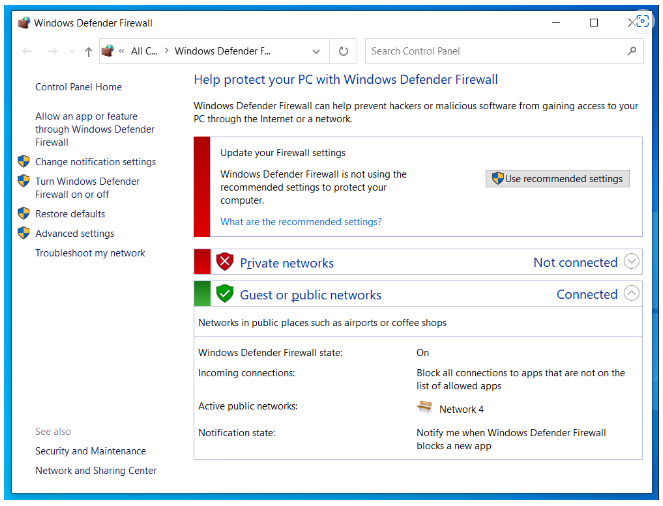 Windows Defender Firewall
« All C... > Windows Defender F...
Search Control Panel
Control Panel Home
Allow an app or feature
through Windows Defender
Firewall
Change notification settings
Turn Windows Defender
Firewall on or off
Restore defaults
Advanced settings
Troubleshoot my network
See also
Security and Maintenance
Network and Sharing Center
Help protect your PC with Windows Defender Firewall
Windows Defender Firewall can help prevent hackers or malicious software from gaining access to your
PC through the Internet or a network.
Update your Firewall settings
Windows Defender Firewall is not using the
recommended settings to protect your
computer.
Use recommended settings
What are the recommended settings?
Private networks Not connected
Guest or public networks Connected
Networks in public places such as airports or coffee shops
Windows Defender Firewall state: On
Incoming connections: Block all connections to apps that are not on the
list of allowed apps
Active public networks: Network 4
Notification state: Notify me when Windows Defender Firewall
blocks a new app